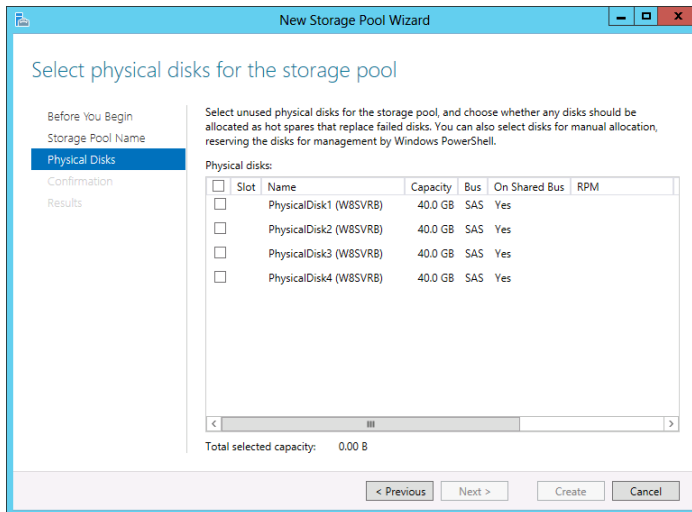 New Storage Pool Wizard
Select physical disks for the storage pool
Before You Begin
Storage Pool Name
Physical Disks
Confirmation
Results
Select unused physical disks for the storage pool, and choose whether any disks should be
allocated as hot spares that replace failed disks. You can also select disks for manual allocation,
reserving the disks for management by Windows PowerShell.
Physical disks:
Slot Name Capacity Bus On Shared Bus RPM
PhysicalDisk1 (W8SVRB) 40.0 GB SAS Yes
PhysicalDisk2 (W8SVRB) 40.0 GB SAS Yes
PhysicalDisk3 (W8SVRB) 40.0 GB SAS Yes
PhysicalDisk4 (W8SVRB) 40.0 GB SAS Yes
Total selected capacity: 0.00 B
< Previous Next > Create Cancel